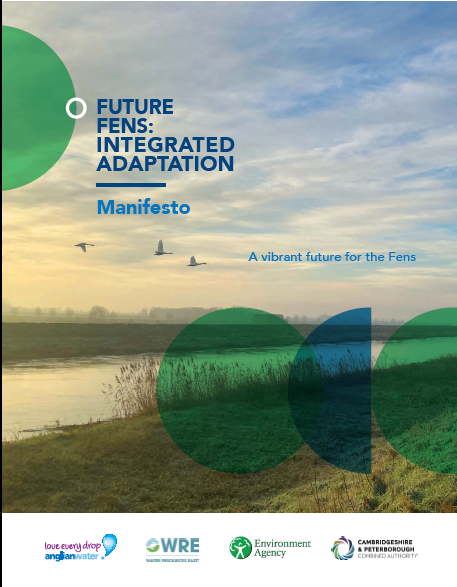 FUTURE
FENS:
INTEGRATED
ADAPTATION
Manifesto
A vibrant future for the Fens
love every drop
anglianwater
WRE
WATER RESOURCES EAST
Environment
Agency
CAMBRIDGESHIRE
& PETERBOROUGH
COMBINED AUTHORITY